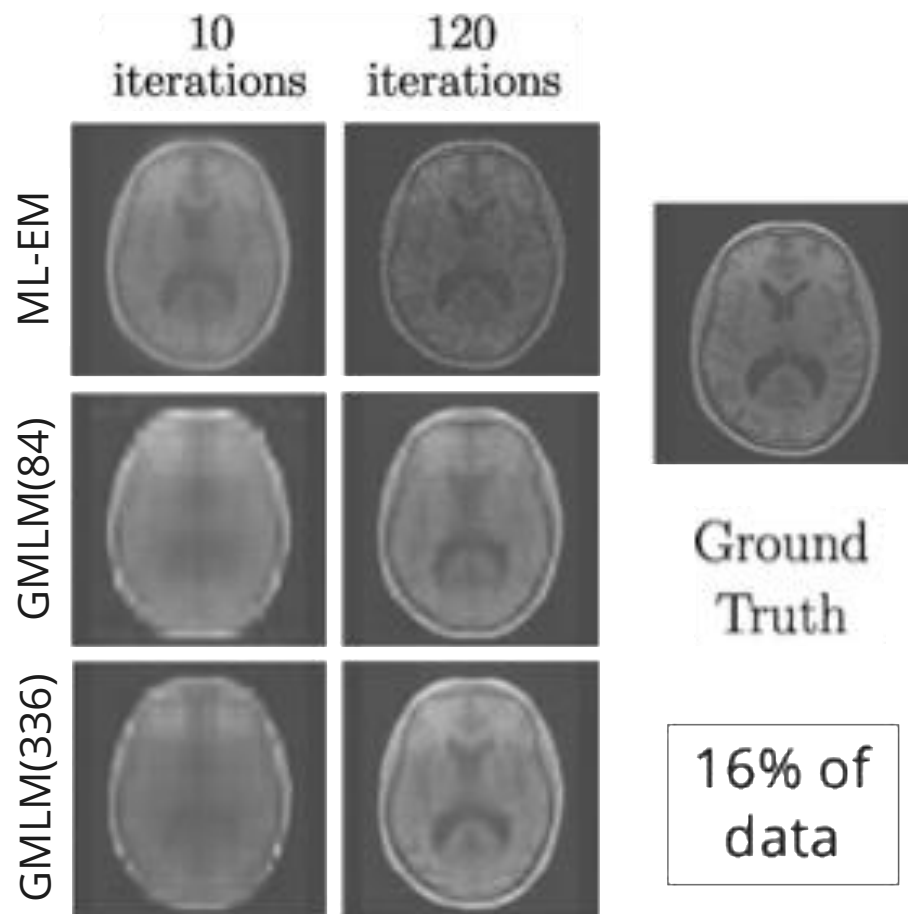 10
iterations
120
iterations
ML-EM
GMLM(84)
GMLM(336)
Ground
Truth
16% of
data